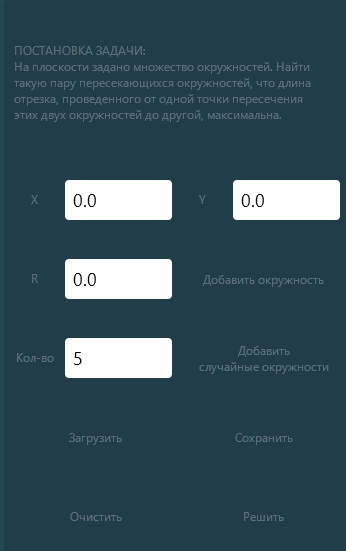 ПОСТАНОВКА ЗАДАЧИ:
На плоскости задано множество окружностей. Найти
такую пару пересекающихся окружностей, что длина
отрезка, проведенного от одной точки пересечения
этих двух окружностей до другой, максимальна.
X 0.0 Y 0.0
R 0.0 Добавить окружность
Кол-во 5 Добавить
случайные окружности
Загрузить Сохранить
Очистить Решить